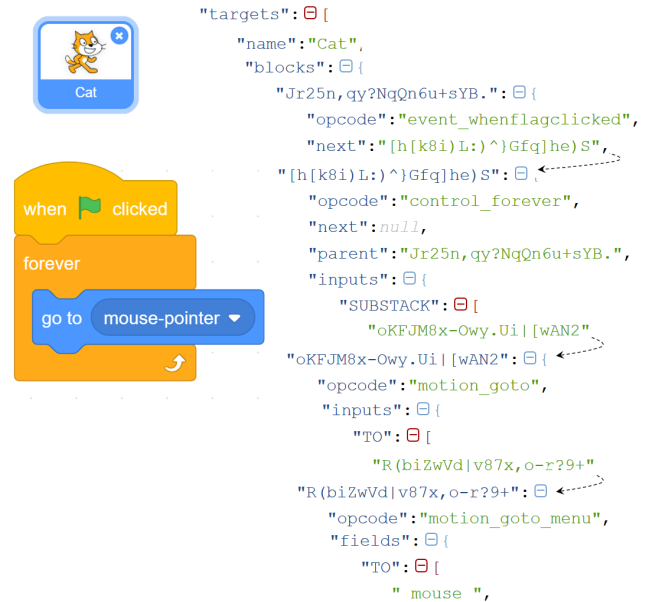 Cat
when clicked
forever
go to mouse-pointer
"targets": [
"name":"Cat",
"blocks": {
"Jr25n,qy?NqQn6u+sYB.": {
"opcode":"event_whenflagclicked",
"next":"[h[k8i)L:)^}Gfq]he)S",
"[h[k8i)L:)^}Gfq]he)S": {
"opcode":"control_forever",
"next":null,
"parent":"Jr25n,qy?NqQn6u+sYB.",
"inputs": {
"SUBSTACK": [
"oKFJM8x-Owy.Ui|[wAN2"
"oKFJM8x-Owy.Ui|[wAN2": {
"opcode":"motion_goto",
"inputs": {
"TO": [
"R(biZwVd|v87x,o-r?9+"
"R(biZwVd|v87x,o-r?9+":
"opcode":"motion_goto_menu",
"fields": {
"TO": [
"_mouse_",